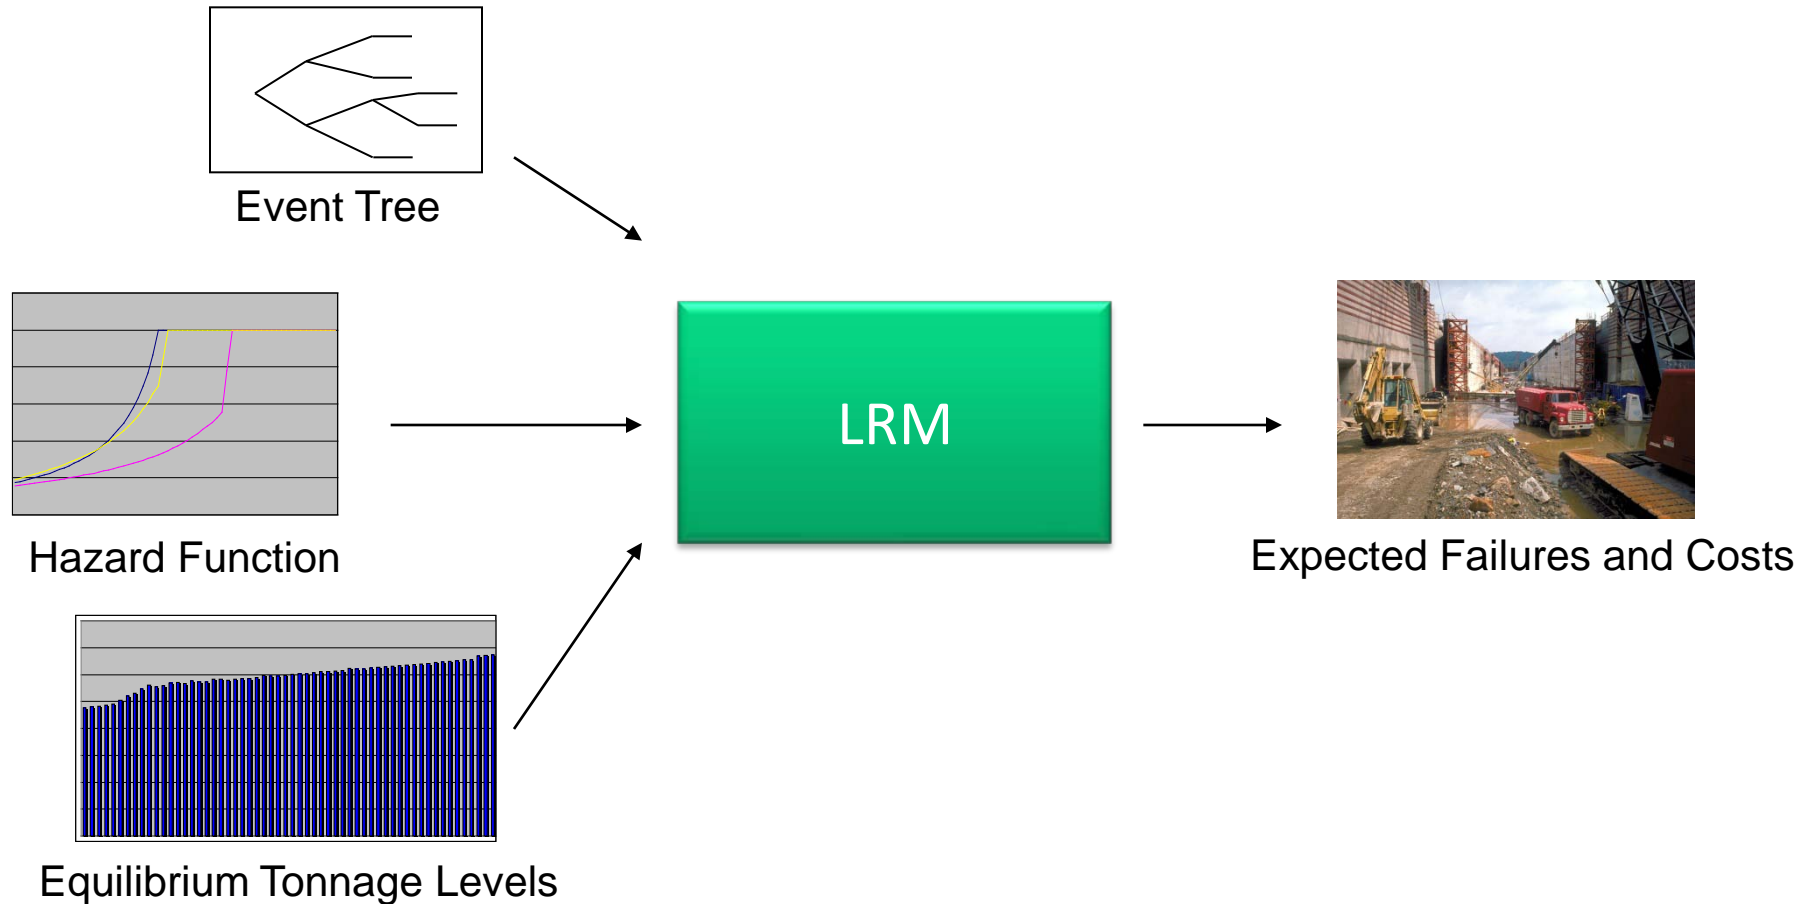 Event Tree
Hazard Function
LRM
Expected Failures and Costs
Equilibrium Tonnage Levels